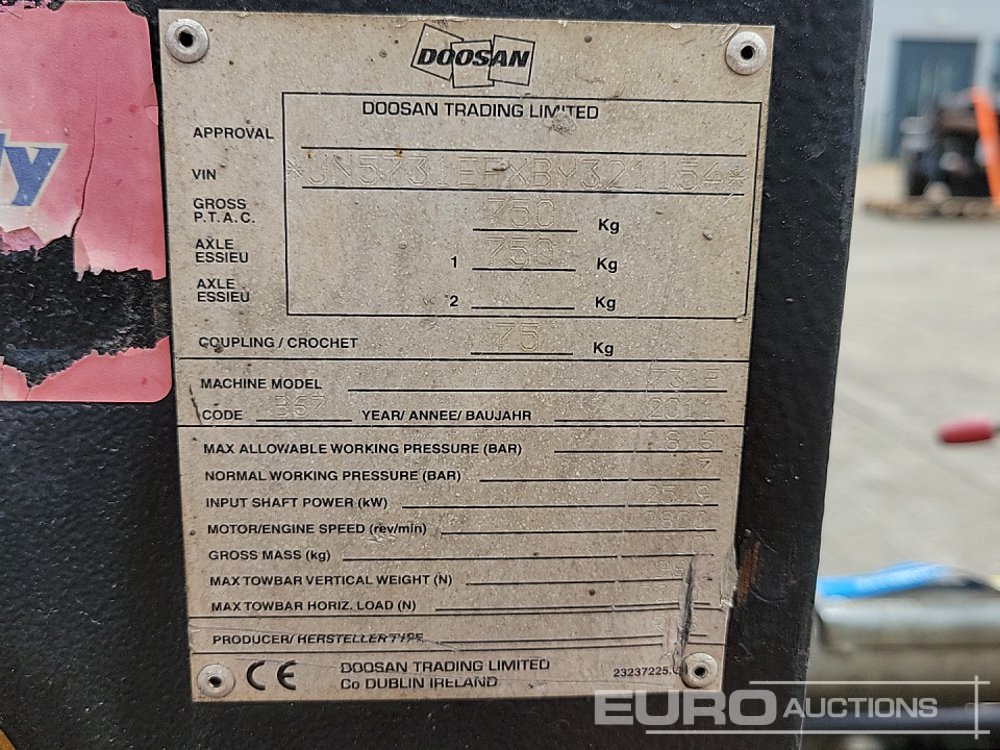 dy
DOOSAN
DOOSAN TRADING LIMITED
APPROVAL
VIN
GROSS P.T.A.C. 750 Kg
AXLE ESSIEU 1 750 Kg
AXLE ESSIEU 2 Kg
COUPLING / CROCHET 75 Kg
MACHINE MODEL
CODE B67 YEAR/ ANNEE/ BAUJAHR
MAX ALLOWABLE WORKING PRESSURE (BAR)
NORMAL WORKING PRESSURE (BAR) 7
INPUT SHAFT POWER (kW)
MOTOR/ENGINE SPEED (rev/min)
GROSS MASS (kg)
MAX TOWBAR VERTICAL WEIGHT (N)
MAX TOWBAR HORIZ. LOAD (N)
PRODUCER/ HERSTELLER TYPE
CE DOOSAN TRADING LIMITED
Co DUBLIN IRELAND
EURO AUCTIONS